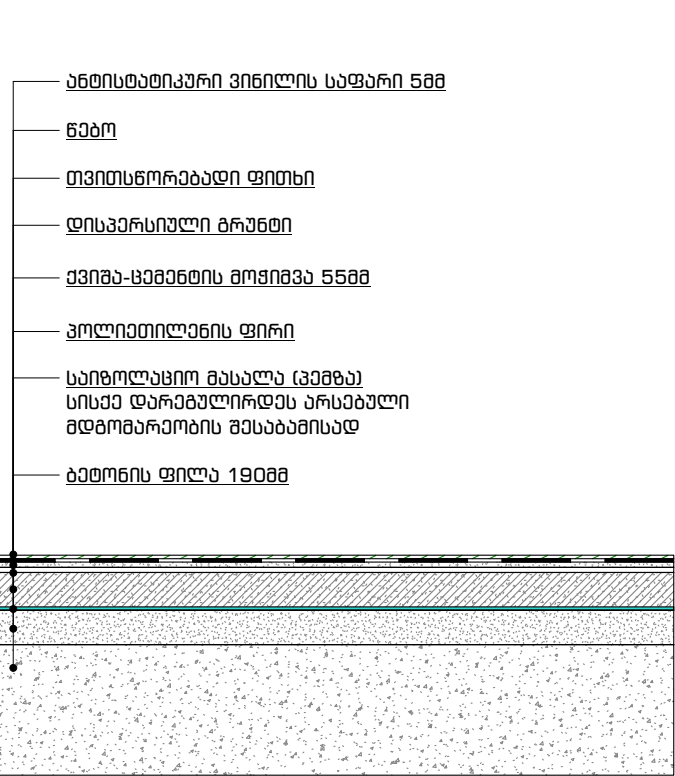 ანტისტატიკური ვინილის საფარი 5მმ
წებო
თვითსწორებადი ფითხი
დისპერსიული გრუნტი
ქვიშა-ცემენტის მოჭიმვა 55მმ
პოლიეთილენის ფირი
საიზოლაციო მასალა (პემზა)
სისქე დარეგულირდეს არსებული
მდგომარეობის შესაბამისად
ბეტონის ფილა 190მმ